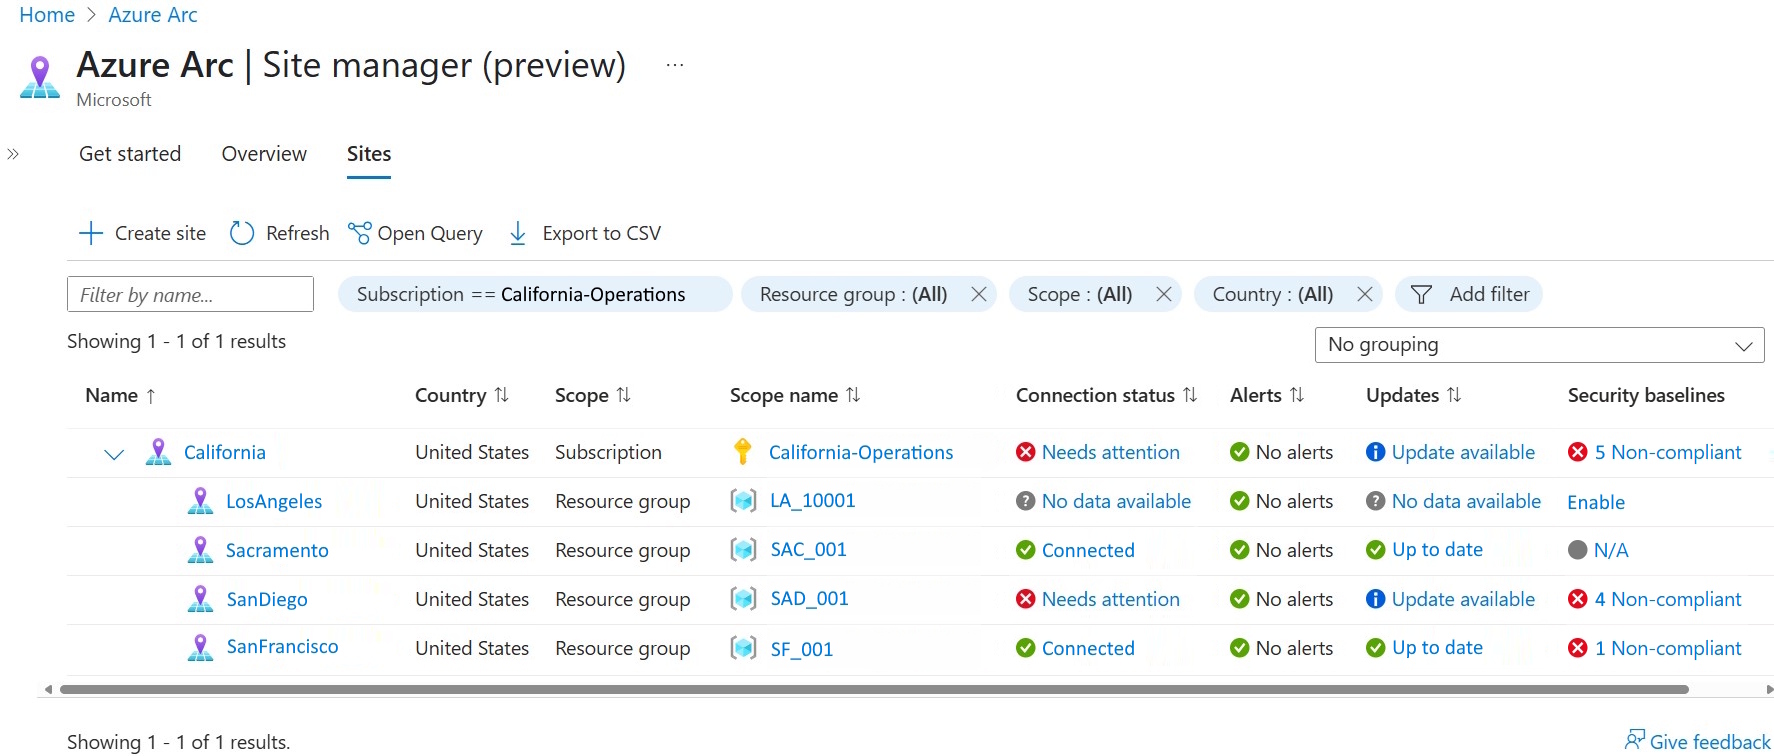 Home > Azure Arc
Azure Arc | Site manager (preview) ...
Microsoft
Get started Overview Sites
Create site Refresh Open Query Export to CSV
Filter by name... Subscription == California-Operations Resource group : (All) Scope : (All) Country : (All) Add filter
Showing 1 - 1 of 1 results
No grouping
Name ↑ Country ↑↓ Scope ↑↓ Scope name ↑↓ Connection status ↑↓ Alerts ↑↓ Updates ↑↓ Security baselines
California United States Subscription California-Operations Needs attention No alerts Update available 5 Non-compliant
LosAngeles United States Resource group LA_10001 No data available No alerts No data available Enable
Sacramento United States Resource group SAC_001 Connected No alerts Up to date N/A
SanDiego United States Resource group SAD_001 Needs attention No alerts Update available 4 Non-compliant
SanFrancisco United States Resource group SF_001 Connected No alerts Up to date 1 Non-compliant
Showing 1 - 1 of 1 results.
Give feedback